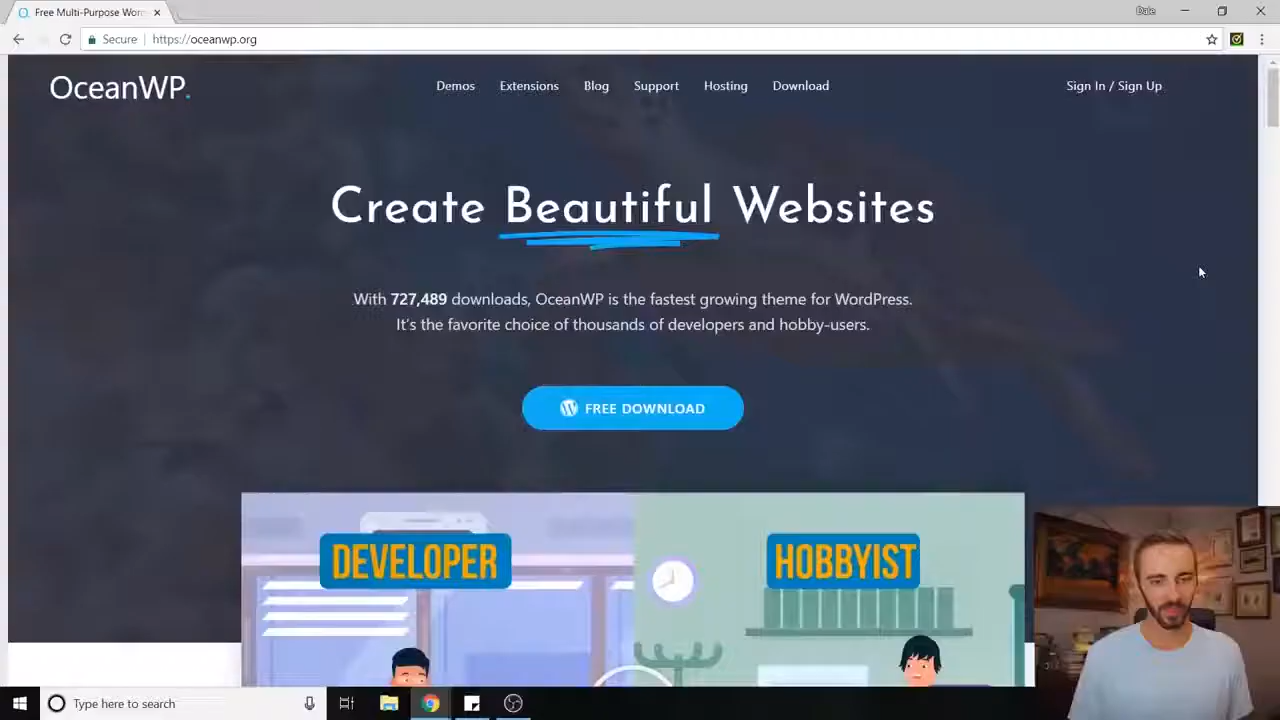 Free Multi-Purpose Wor
Dale
Secure
https://oceanwp.org
OceanWP.
Demos
Extensions
Blog
Support
Hosting
Download
Sign In / Sign Up
Create Beautiful Websites
With 727,489 downloads, OceanWP is the fastest growing theme for WordPress.
It's the favorite choice of thousands of developers and hobby-users.
FREE DOWNLOAD
DEVELOPER
HOBBYIST
Type here to search